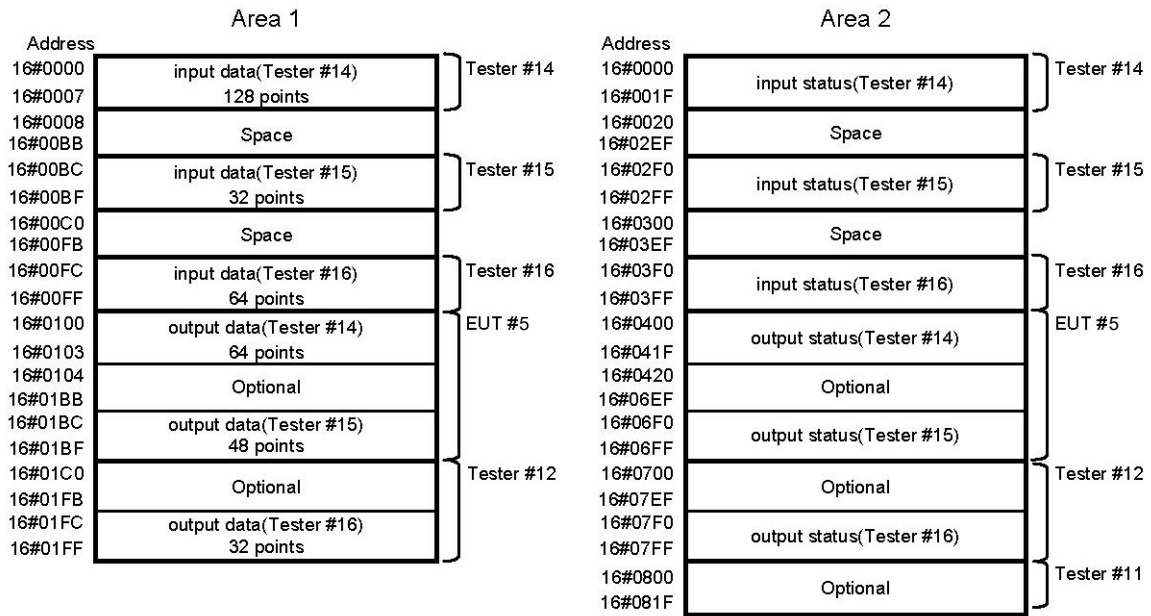 Area 1
Address
16#0000
input data(Tester #14)
Tester #14
16#0007
128 points
16#0008
Space
16#00BB
16#00BC
input data(Tester #15)
Tester #15
16#00BF
32 points
16#00C0
Space
16#00FB
16#00FC
input data(Tester #16)
Tester #16
16#00FF
64 points
16#0100
output data(Tester #14)
EUT #5
16#0103
64 points
16#0104
Optional
16#01BB
16#01BC
output data(Tester #15)
16#01BF
48 points
16#01C0
Optional
Tester #12
16#01FB
16#01FC
output data(Tester #16)
16#01FF
32 points
Area 2
Address
16#0000
input status(Tester #14)
Tester #14
16#001F
16#0020
Space
16#02EF
16#02F0
input status(Tester #15)
Tester #15
16#02FF
16#0300
Space
16#03EF
16#03F0
input status(Tester #16)
Tester #16
16#03FF
16#0400
output status(Tester #14)
EUT #5
16#041F
16#0420
Optional
16#06EF
16#06F0
output status(Tester #15)
16#06FF
16#0700
Optional
Tester #12
16#07EF
16#07F0
output status(Tester #16)
16#07FF
16#0800
Optional
Tester #11
16#081F